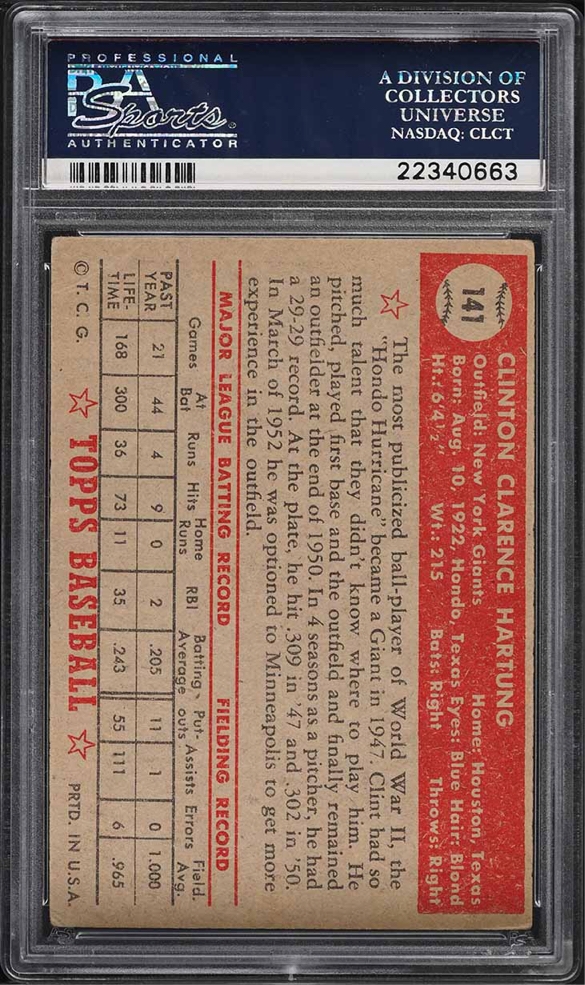 PROFESSIONAL
PSA
Sports
AUTHENTICATOR
A DIVISION OF
COLLECTORS
UNIVERSE
NASDAQ: CLCT
22340663
141
CLINTON CLARENCE HARTUNG
Outfield: New York Giants Home: Houston, Texas
Born: Aug. 10, 1922, Hondo, Texas Eyes: Blue Hair: Blond
Ht.: 6'4½" Wt.: 215 Bats: Right Throws: Right
The most publicized ball-player of World War II, the
"Hondo Hurricane" became a Giant in 1947. Clint had so
much talent that they didn't know where to play him. He
pitched, played first base and the outfield and finally remained
an outfielder at the end of 1950. In 4 seasons as a pitcher, he had
a 29-29 record. At the plate, he hit .309 in '47 and .302 in '50.
In March of 1952 he was optioned to Minneapolis to get more
experience in the outfield.
MAJOR LEAGUE BATTING RECORD FIELDING RECORD
Games At Bat Runs Hits Home Runs RBI Batting Average Put-outs Assists Errors Field. Avg.
PAST YEAR 21 44 4 9 0 2 .205 11 1 0 1.000
LIFE-TIME 168 300 36 73 11 35 .243 55 111 6 .965
© T. C. G. TOPPS BASEBALL PRTD. IN U.S.A.